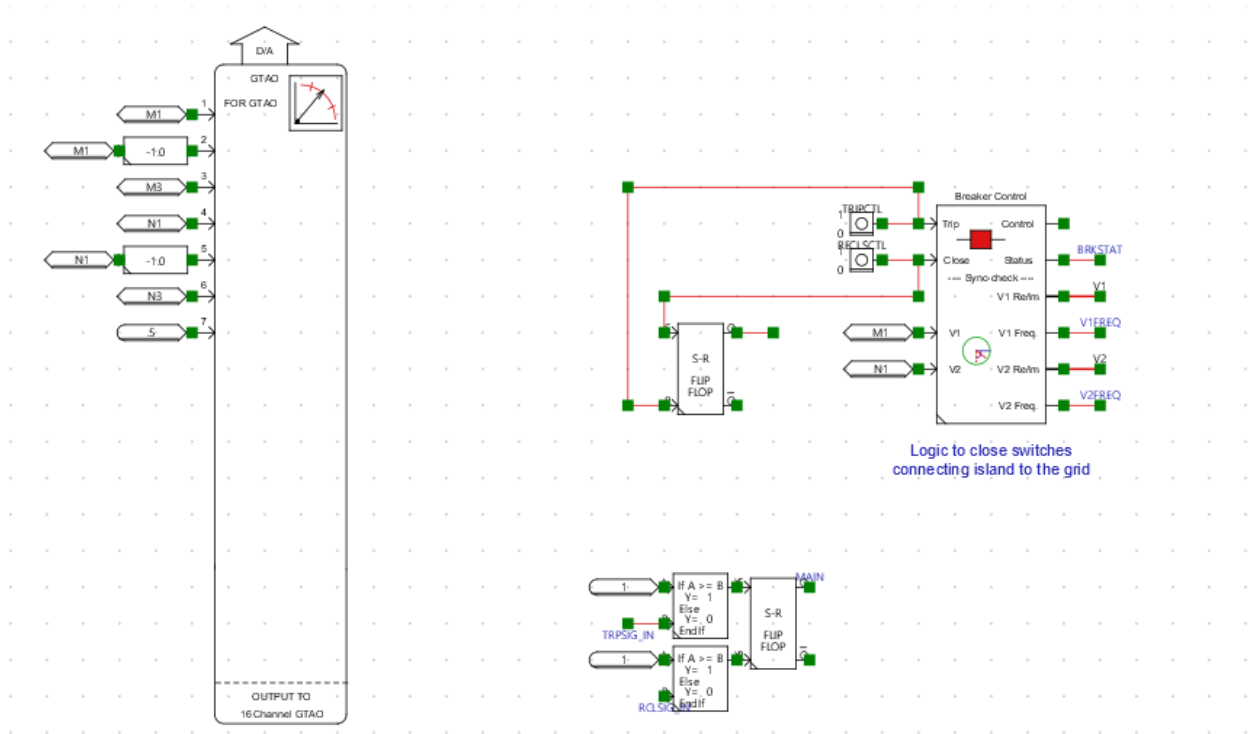 D/A
GTAO
FOR GTAO
M1
1
M1
-1.0
2
M3
3
N1
4
N1
-1.0
5
N3
6
.5
7
OUTPUT TO
16 Channel GTAO
Breaker Control
TRIPCTL
1
0
Trip
Control
RECLSCTL
1
0
Close
Status
BRKSTAT
---- Sync-check ----
V1 Re/Im
V1
M1
V1
V1 Freq.
V1FREQ
N1
V2
V2 Re/Im
V2
V2 Freq.
V2FREQ
S
Q
S-R
FLIP
FLOP
R
Q
Logic to close switches
connecting island to the grid
1
If A >= B
Y= 1
Else
Y= 0
EndIf
TRPSIG_IN
1
If A >= B
Y= 1
Else
Y= 0
EndIf
S-R
FLIP
FLOP
MAIN
Q
Q